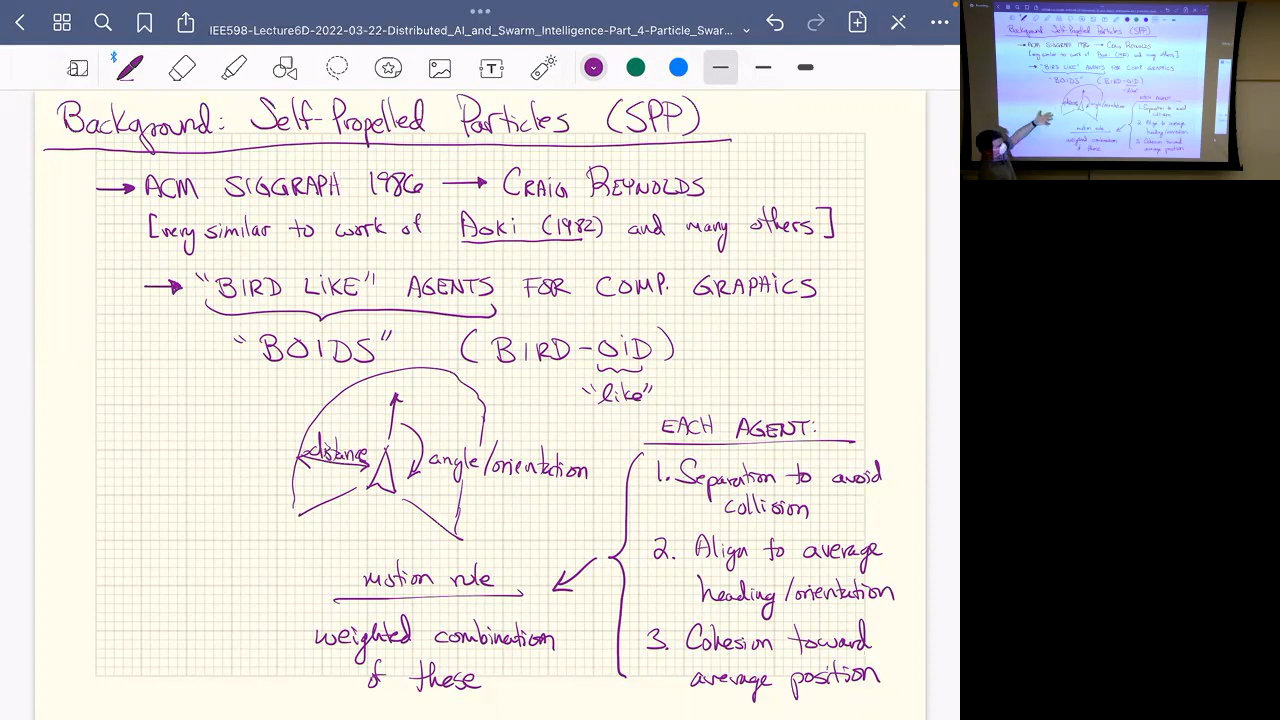 IEE598-Lecture6D-2022-03-22-Distributed_AI_and_Swarm_Intelligence-Part_4-Particle_Swar...
Background: Self-Propelled Particles (SPP)
→ ACM SIGGRAPH 1986 → CRAIG REYNOLDS
[very similar to work of Aoki (1982) and many others]
→ "BIRD LIKE" AGENTS FOR COMP. GRAPHICS
"BOIDS" (BIRD-OID)
"like"
distance
angle/orientation
EACH AGENT:
1. Separation to avoid
collision
2. Align to average
heading/orientation
3. Cohesion toward
average position
motion rule
weighted combination
of these